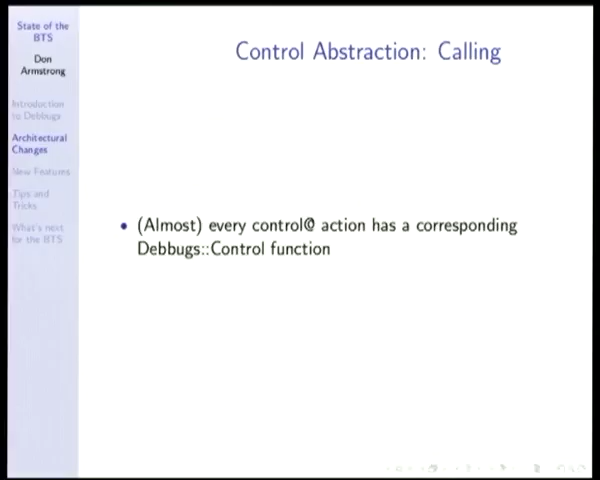 State of the
BTS
Don
Armstrong
Introduction
to Debbugs
Architectural
Changes
New Features
Tips and
Tricks
What's next
for the BTS
Control Abstraction: Calling
• (Almost) every control@ action has a corresponding
Debbugs::Control function